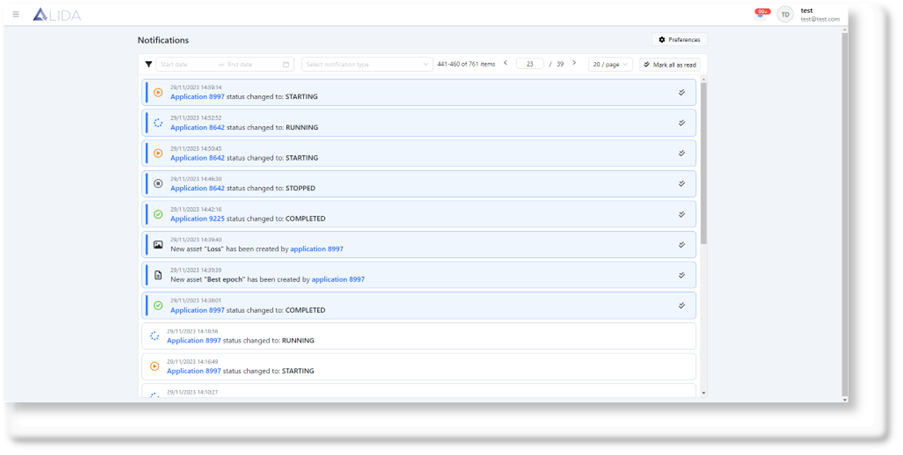 ALIDA
99+
TD
test
test@test.com
Notifications
Preferences
Start date
End date
Select notification type
441-460 of 761 items
23 / 39
20 / page
Mark all as read
29/11/2023 14:59:14
Application 8997 status changed to: STARTING
29/11/2023 14:52:52
Application 8642 status changed to: RUNNING
29/11/2023 14:50:45
Application 8642 status changed to: STARTING
29/11/2023 14:46:33
Application 8642 status changed to: STOPPED
29/11/2023 14:42:16
Application 9225 status changed to: COMPLETED
29/11/2023 14:39:40
New asset "Loss" has been created by application 8997
29/11/2023 14:39:39
New asset "Best epoch" has been created by application 8997
29/11/2023 14:38:01
Application 8997 status changed to: COMPLETED
29/11/2023 14:18:56
Application 8997 status changed to: RUNNING
29/11/2023 14:16:49
Application 8997 status changed to: STARTING
29/11/2023 14:10:27